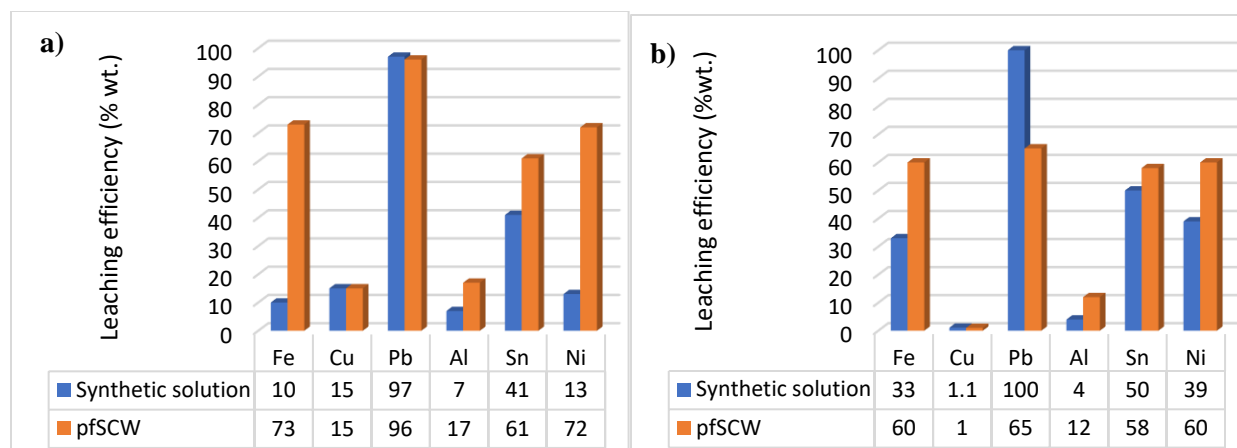 a)
Leaching efficiency (% wt.)
100
90
80
70
60
50
40
30
20
10
0
Fe Cu Pb Al Sn Ni
Synthetic solution 10 15 97 7 41 13
pfSCW 73 15 96 17 61 72
b)
Leaching efficiency (%wt.)
100
90
80
70
60
50
40
30
20
10
0
Fe Cu Pb Al Sn Ni
Synthetic solution 33 1.1 100 4 50 39
pfSCW 60 1 65 12 58 60